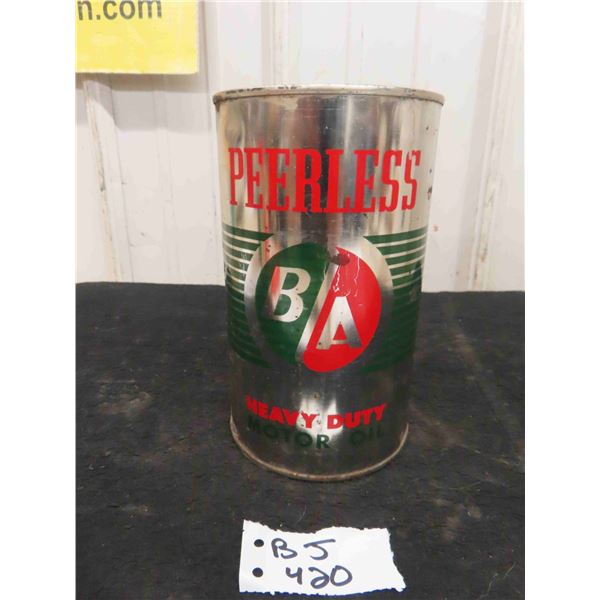 n.com
PEERLESS
B/A
HEAVY DUTY
MOTOR OIL
BJ
420